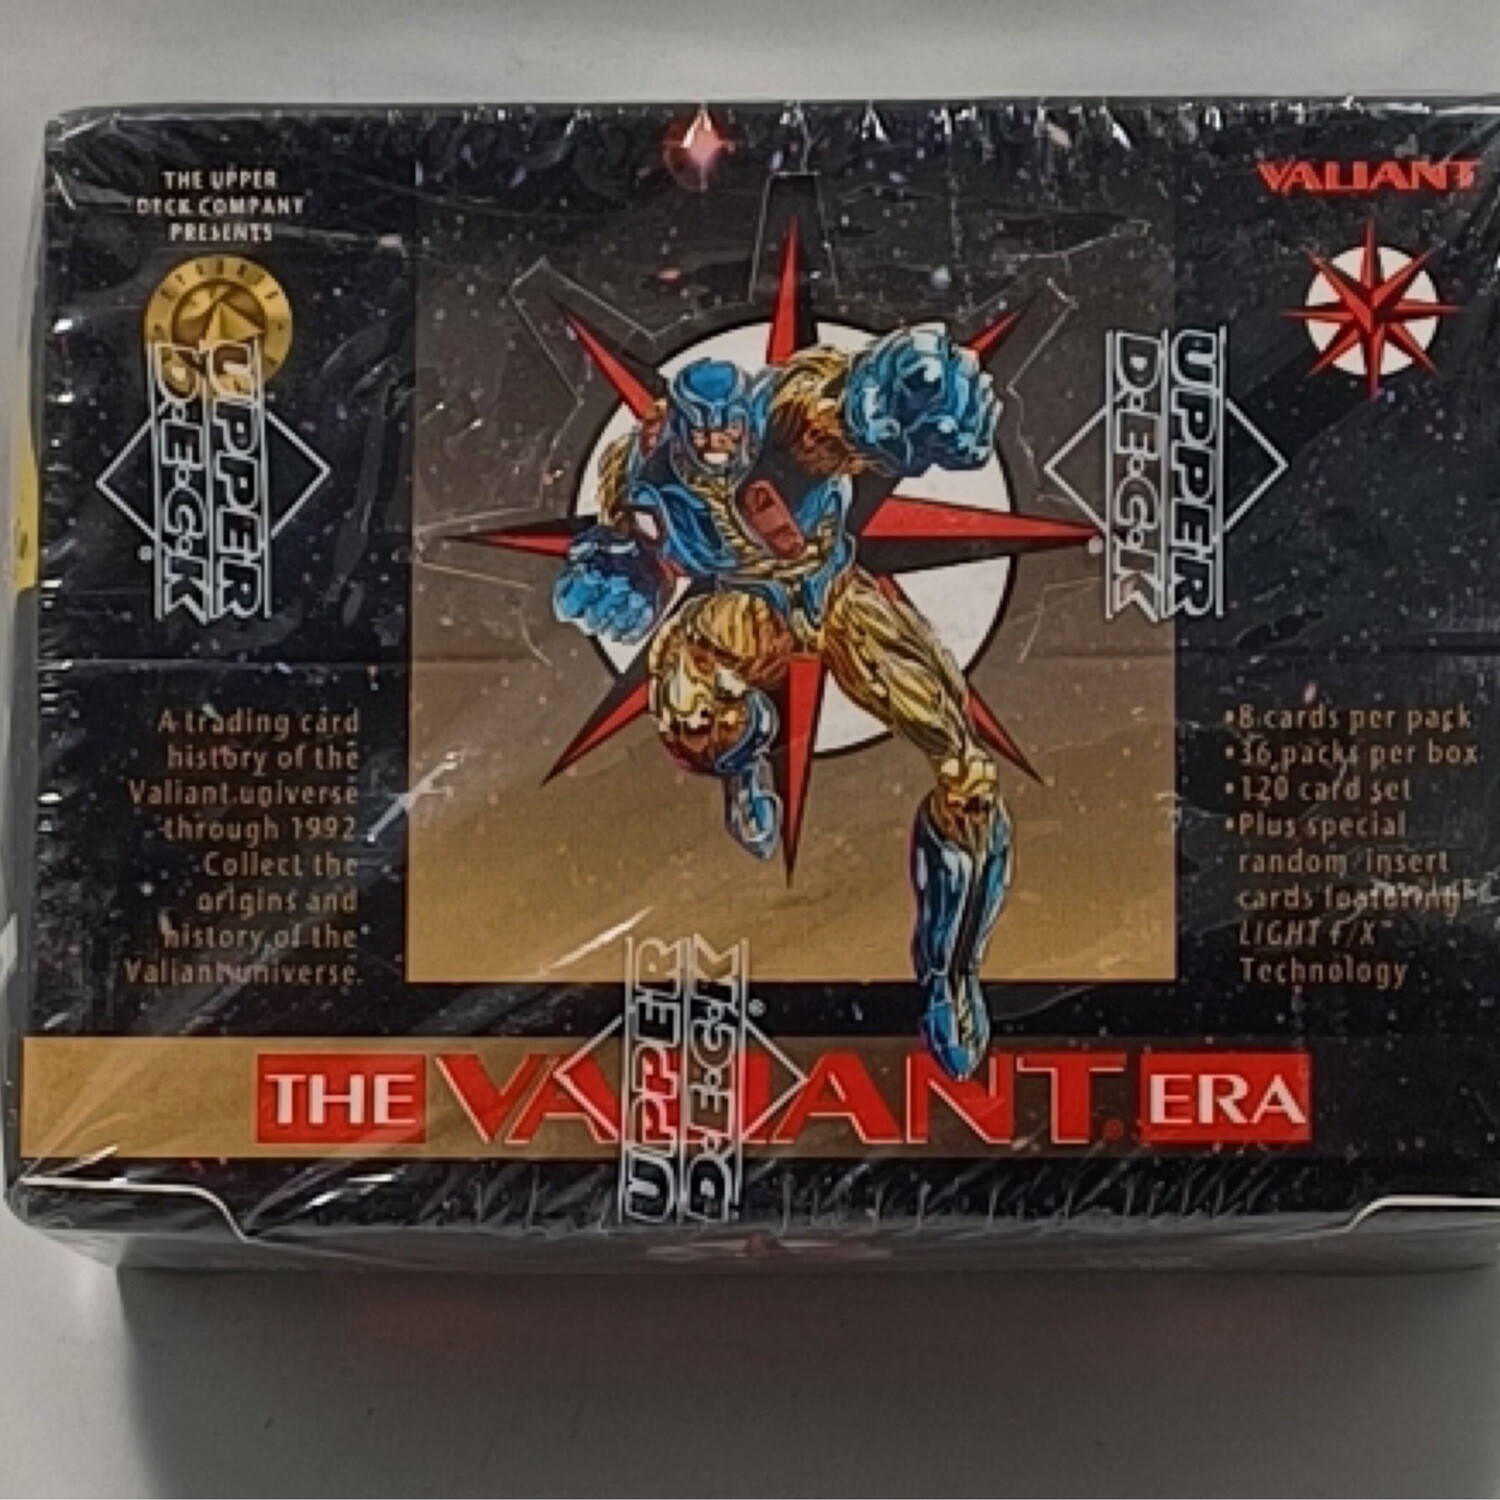 THE UPPER
DECK COMPANY
PRESENTS
VALIANT
UPPER
D·E·C·K
®
UPPER
D·E·C·K
®
A trading card
history of the
Valiant universe
through 1992.
Collect the
origins and
history of the
Valiant universe.
•8 cards per pack
•36 packs per box
•120 card set
•Plus special
random insert
cards featuring
LIGHT F/X™
Technology
UPPER
D·E·C·K
®
THE VALIANT® ERA